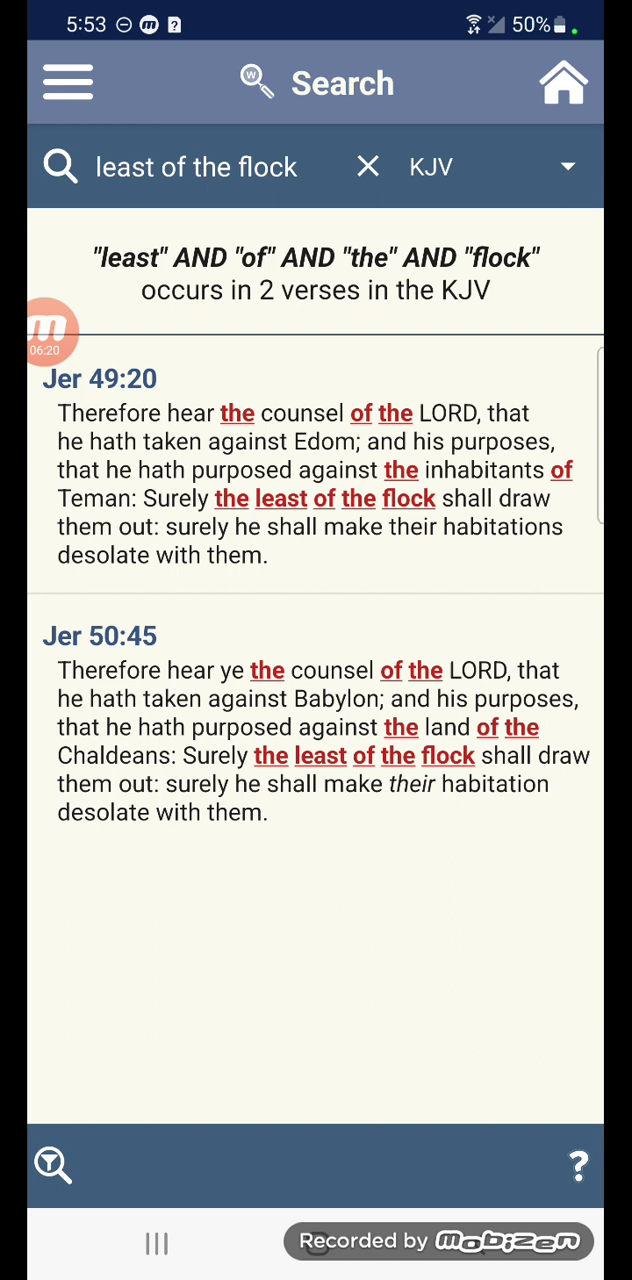 5:53 m ?
50%
W Search
least of the flock KJV
"least" AND "of" AND "the" AND "flock"
occurs in 2 verses in the KJV
m
06:20
Jer 49:20
Therefore hear the counsel of the LORD, that
he hath taken against Edom; and his purposes,
that he hath purposed against the inhabitants of
Teman: Surely the least of the flock shall draw
them out: surely he shall make their habitations
desolate with them.
Jer 50:45
Therefore hear ye the counsel of the LORD, that
he hath taken against Babylon; and his purposes,
that he hath purposed against the land of the
Chaldeans: Surely the least of the flock shall draw
them out: surely he shall make their habitation
desolate with them.
?
Recorded by mobizen